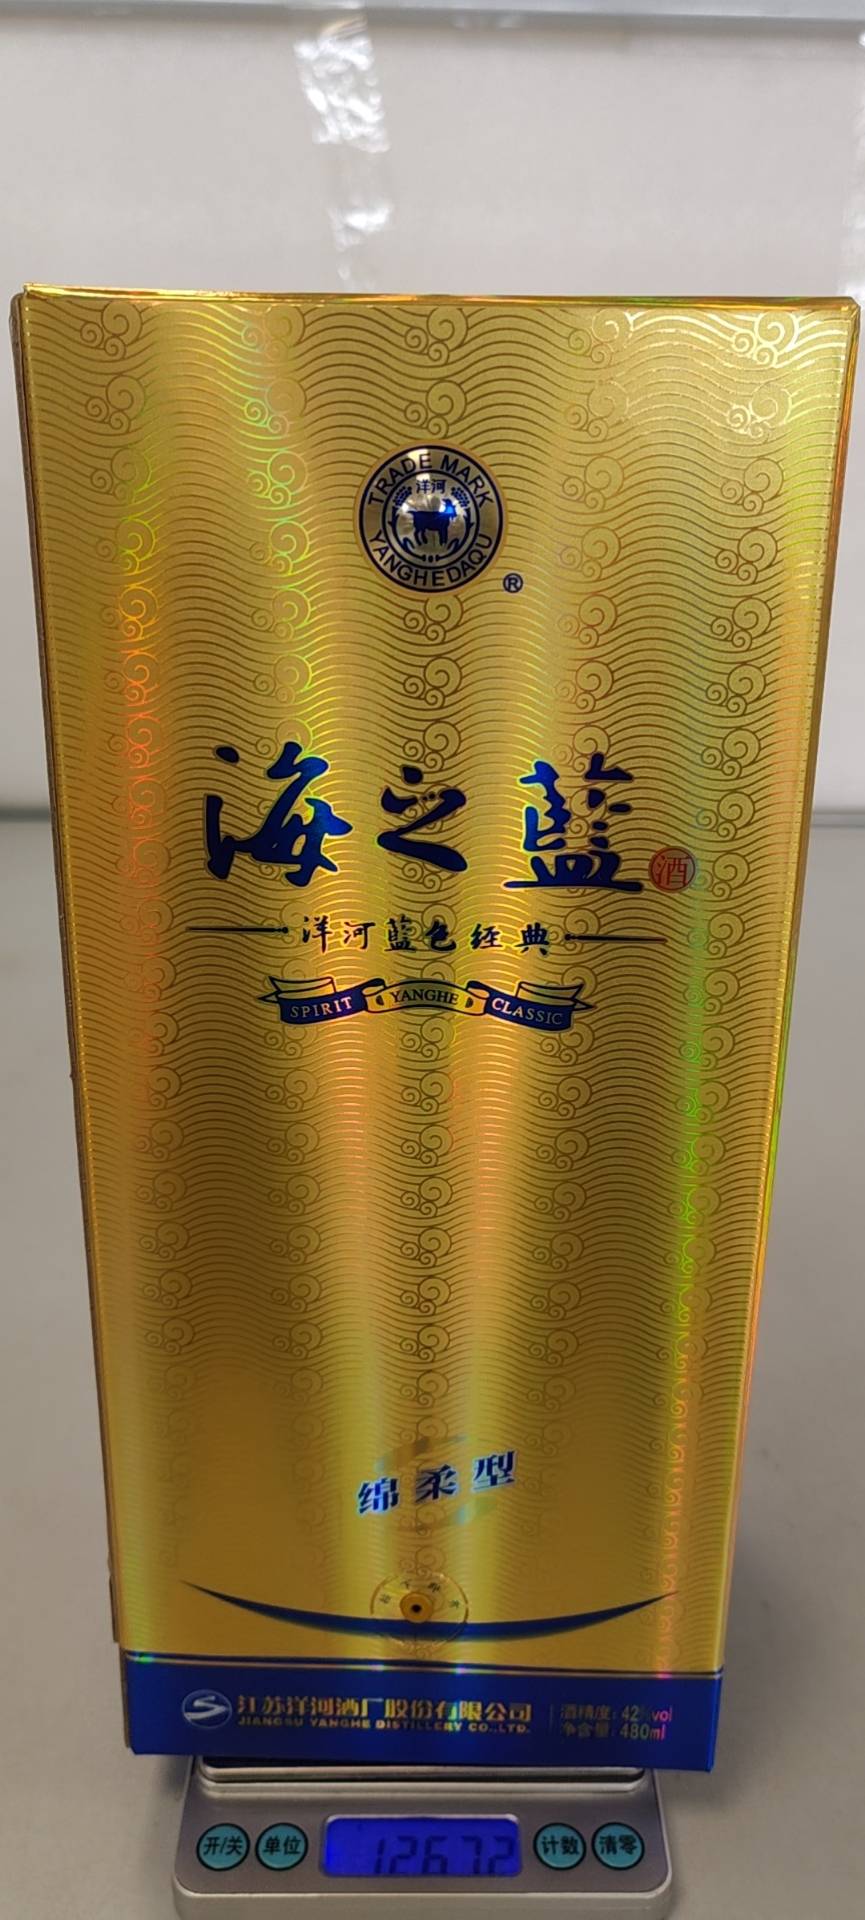 TRADE MARK
洋河
YANGHEDAQU
®
海之藍
酒
洋河藍色经典
SPIRIT YANGHE CLASSIC
绵柔型
江苏洋河酒厂股份有限公司
JIANGSU YANGHE DISTILLERY CO.,LTD.
酒精度: 42%vol
净含量: 480ml
开/关 单位 1267.2 计数 清零